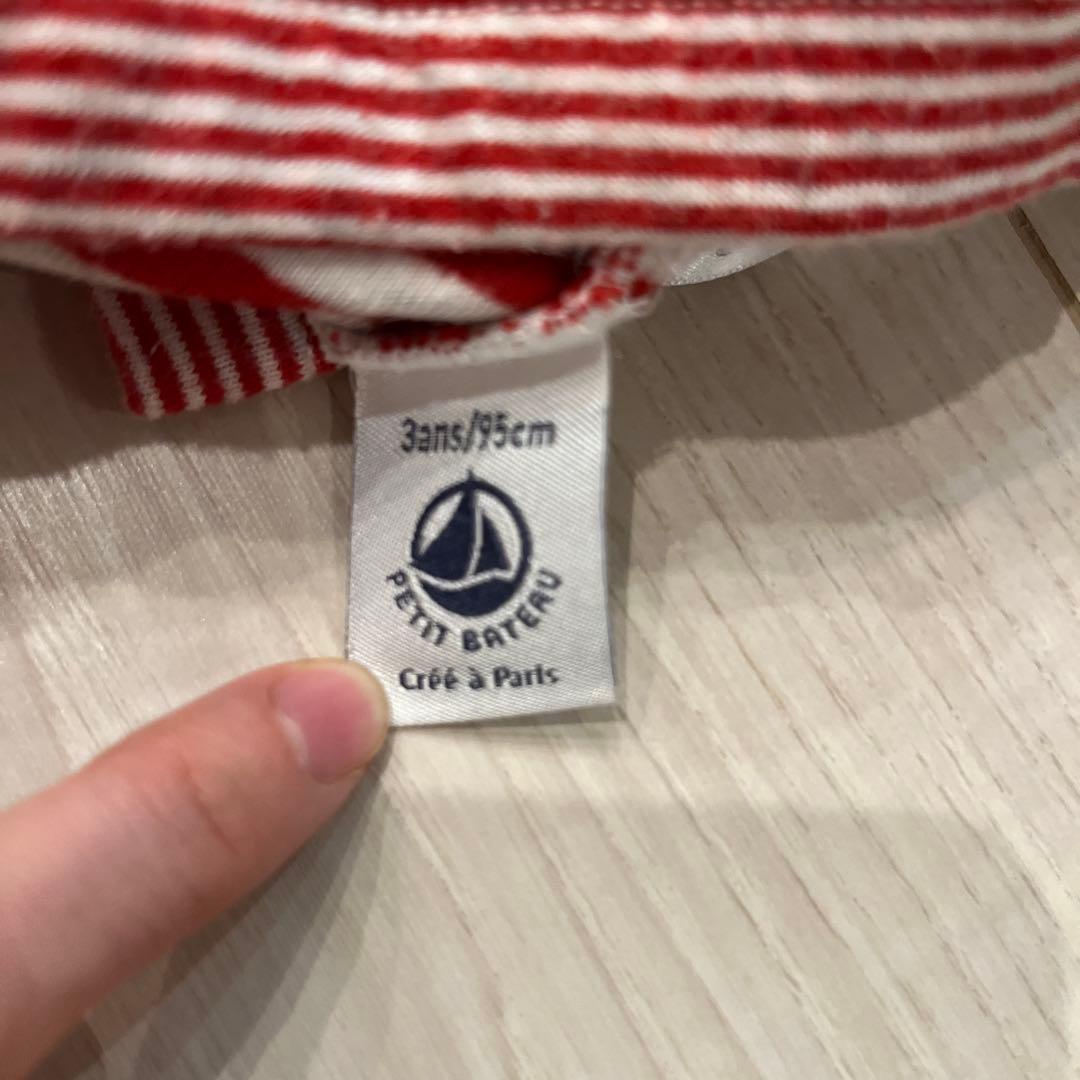 3ans/95cm
PETIT BATEAU
Créé à Paris